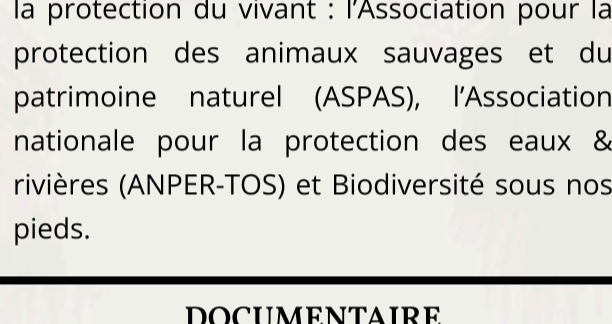 la protection du vivant : l'Association pour la
protection des animaux sauvages et du
patrimoine naturel (ASPAS), l'Association
nationale pour la protection des eaux &
rivières (ANPER-TOS) et Biodiversité sous nos
pieds.
DOCUMENTAIRE